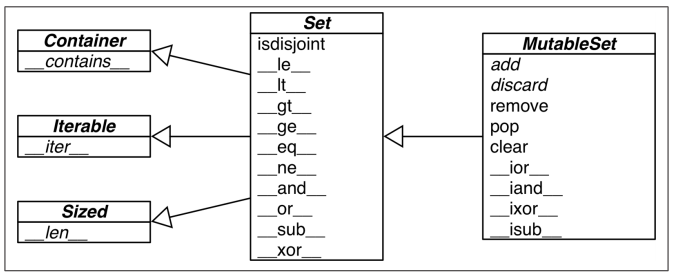 Container
__contains__
Iterable
__iter__
Sized
__len__
Set
isdisjoint
__le__
__lt__
__gt__
__ge__
__eq__
__ne__
__and__
__or__
__sub__
__xor__
MutableSet
add
discard
remove
pop
clear
__ior__
__iand__
__ixor__
__isub__